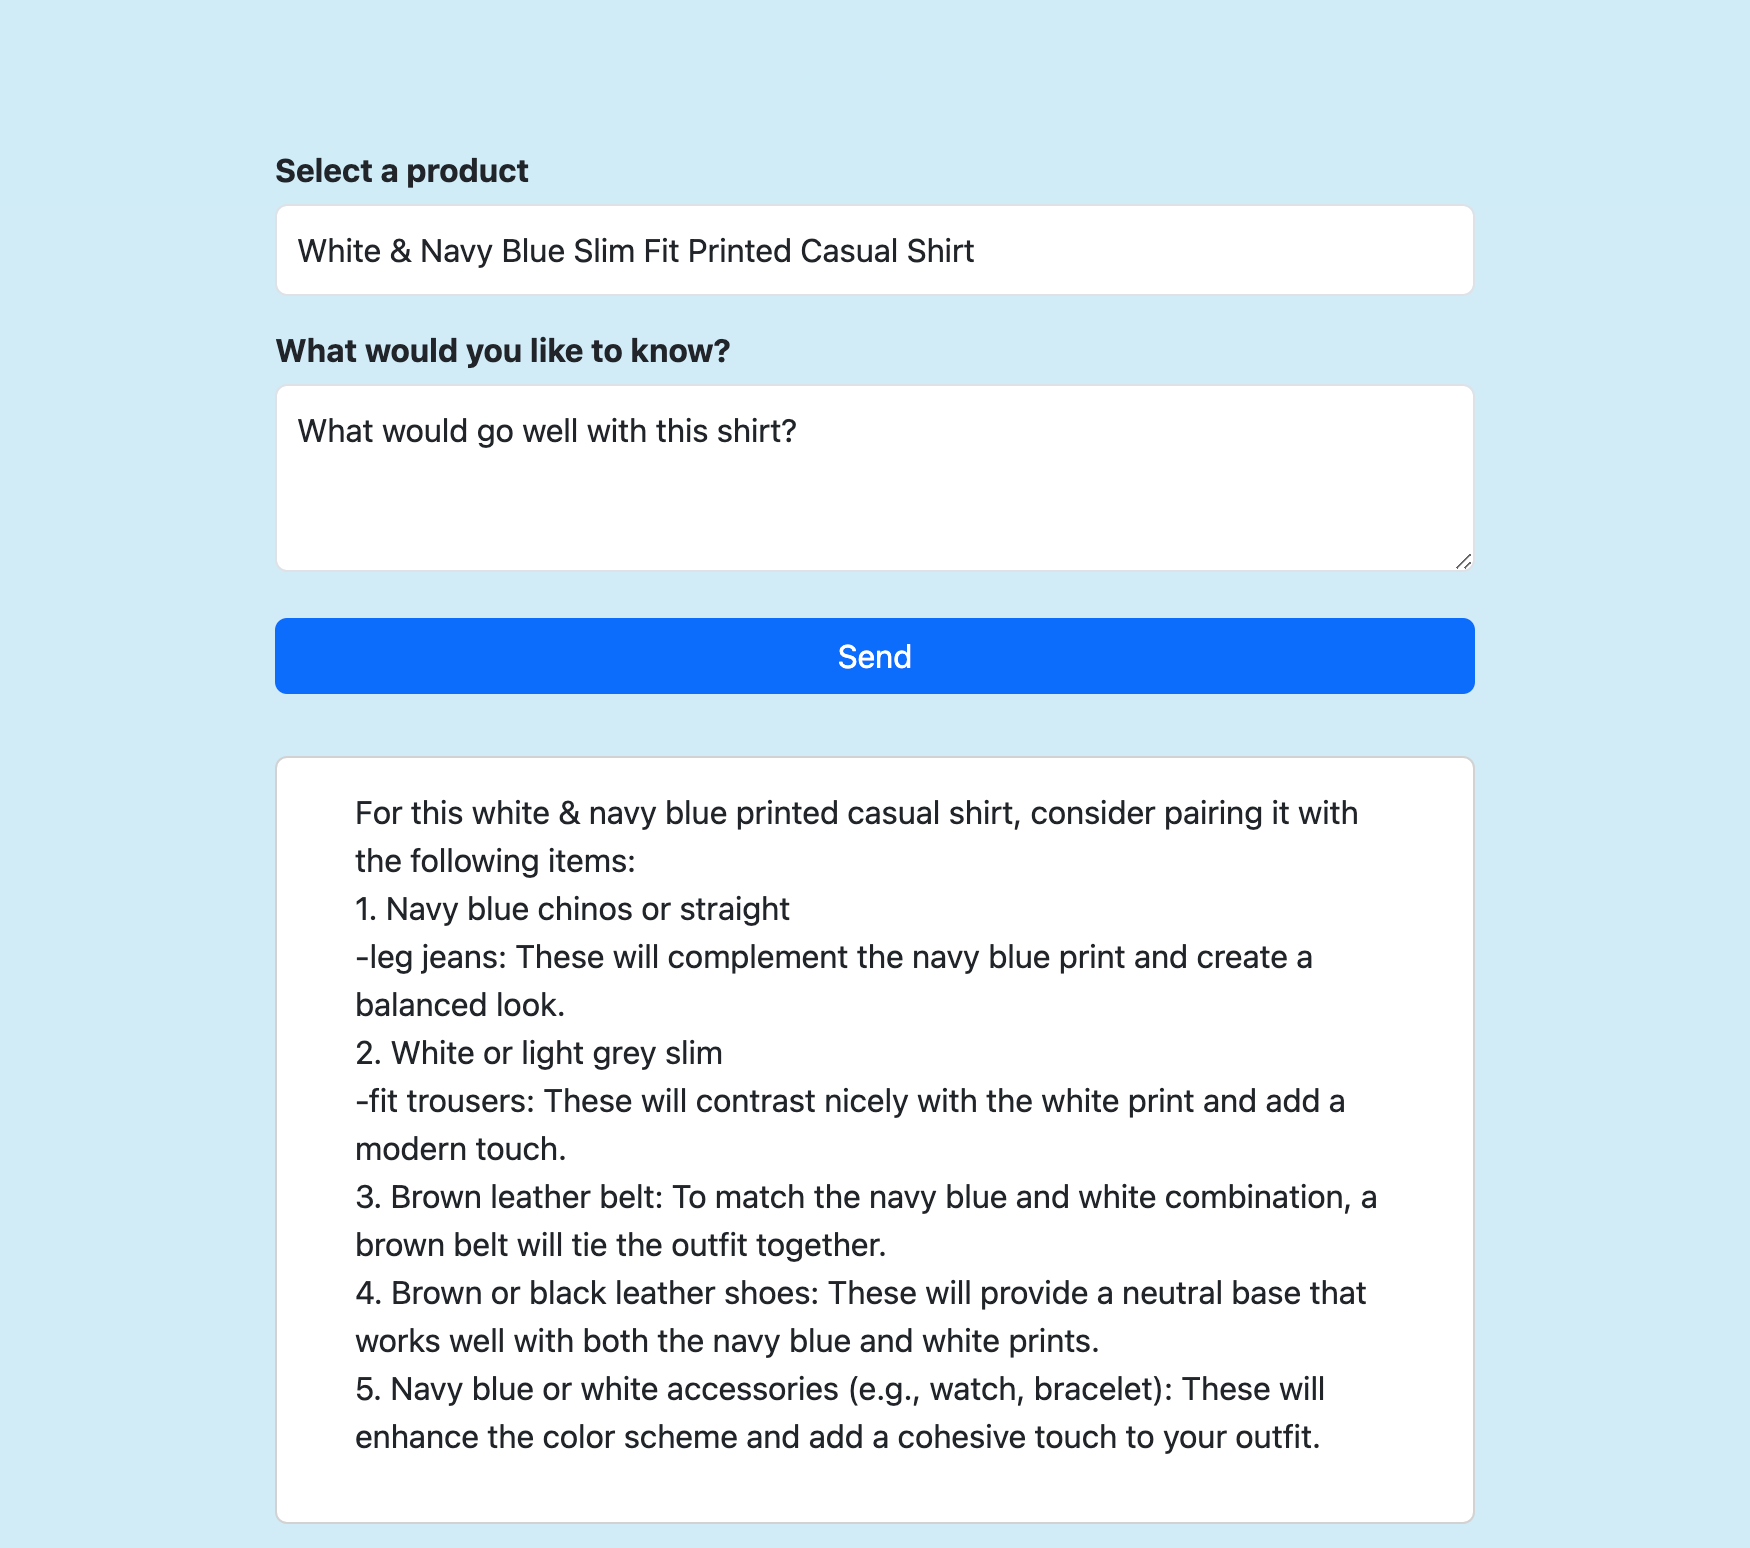 Select a product
White & Navy Blue Slim Fit Printed Casual Shirt
What would you like to know?
What would go well with this shirt?
Send
For this white & navy blue printed casual shirt, consider pairing it with
the following items:
1. Navy blue chinos or straight
-leg jeans: These will complement the navy blue print and create a
balanced look.
2. White or light grey slim
-fit trousers: These will contrast nicely with the white print and add a
modern touch.
3. Brown leather belt: To match the navy blue and white combination, a
brown belt will tie the outfit together.
4. Brown or black leather shoes: These will provide a neutral base that
works well with both the navy blue and white prints.
5. Navy blue or white accessories (e.g., watch, bracelet): These will
enhance the color scheme and add a cohesive touch to your outfit.